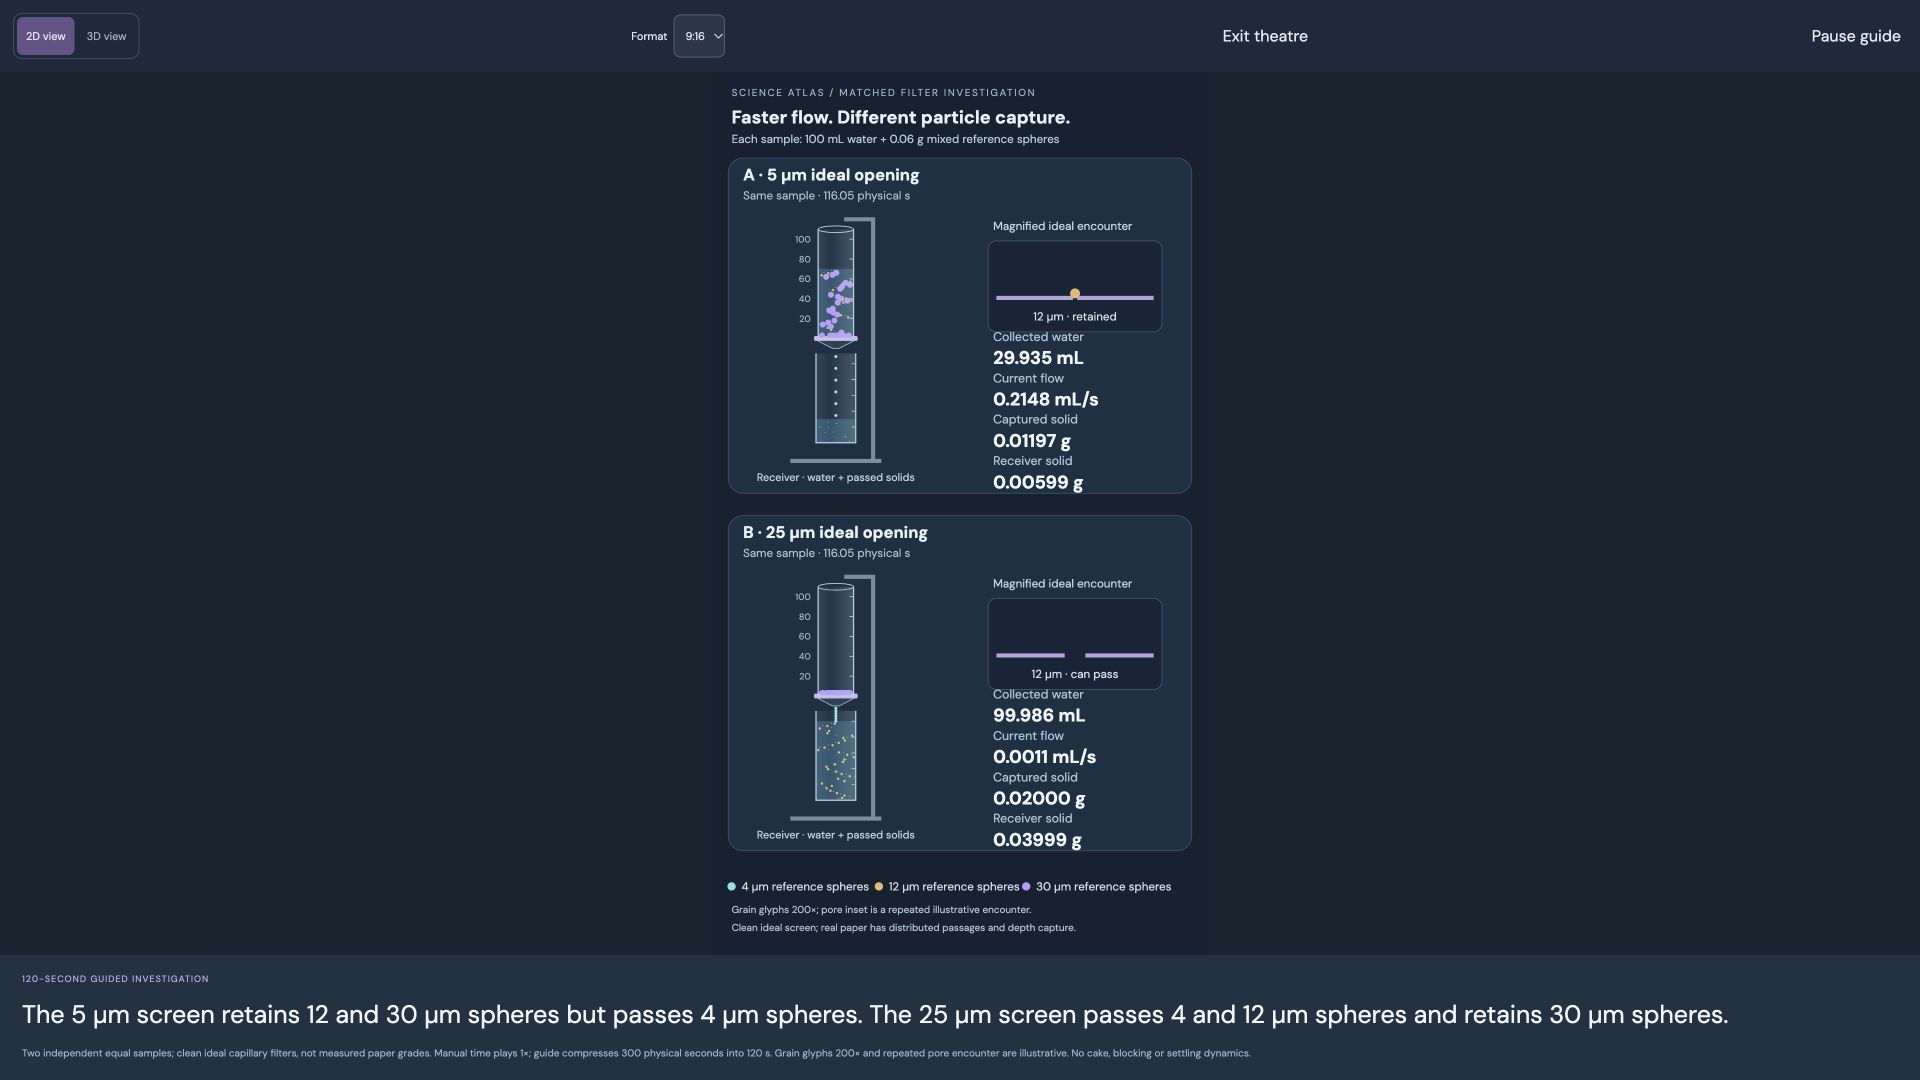 2D view
3D view
Format
9:16
Exit theatre
Pause guide
SCIENCE ATLAS / MATCHED FILTER INVESTIGATION
Faster flow. Different particle capture.
Each sample: 100 mL water + 0.06 g mixed reference spheres
A · 5 µm ideal opening
Same sample · 116.05 physical s
100
80
60
40
20
Receiver · water + passed solids
Magnified ideal encounter
12 µm · retained
Collected water
29.935 mL
Current flow
0.2148 mL/s
Captured solid
0.01197 g
Receiver solid
0.00599 g
B · 25 µm ideal opening
Same sample · 116.05 physical s
100
80
60
40
20
Receiver · water + passed solids
Magnified ideal encounter
12 µm · can pass
Collected water
99.986 mL
Current flow
0.0011 mL/s
Captured solid
0.02000 g
Receiver solid
0.03999 g
4 µm reference spheres
12 µm reference spheres
30 µm reference spheres
Grain glyphs 200×; pore inset is a repeated illustrative encounter.
Clean ideal screen; real paper has distributed passages and depth capture.
120-SECOND GUIDED INVESTIGATION
The 5 µm screen retains 12 and 30 µm spheres but passes 4 µm spheres. The 25 µm screen passes 4 and 12 µm spheres and retains 30 µm spheres.
Two independent equal samples; clean ideal capillary filters, not measured paper grades. Manual time plays 1×; guide compresses 300 physical seconds into 120 s. Grain glyphs 200× and repeated pore encounter are illustrative. No cake, blocking or settling dynamics.